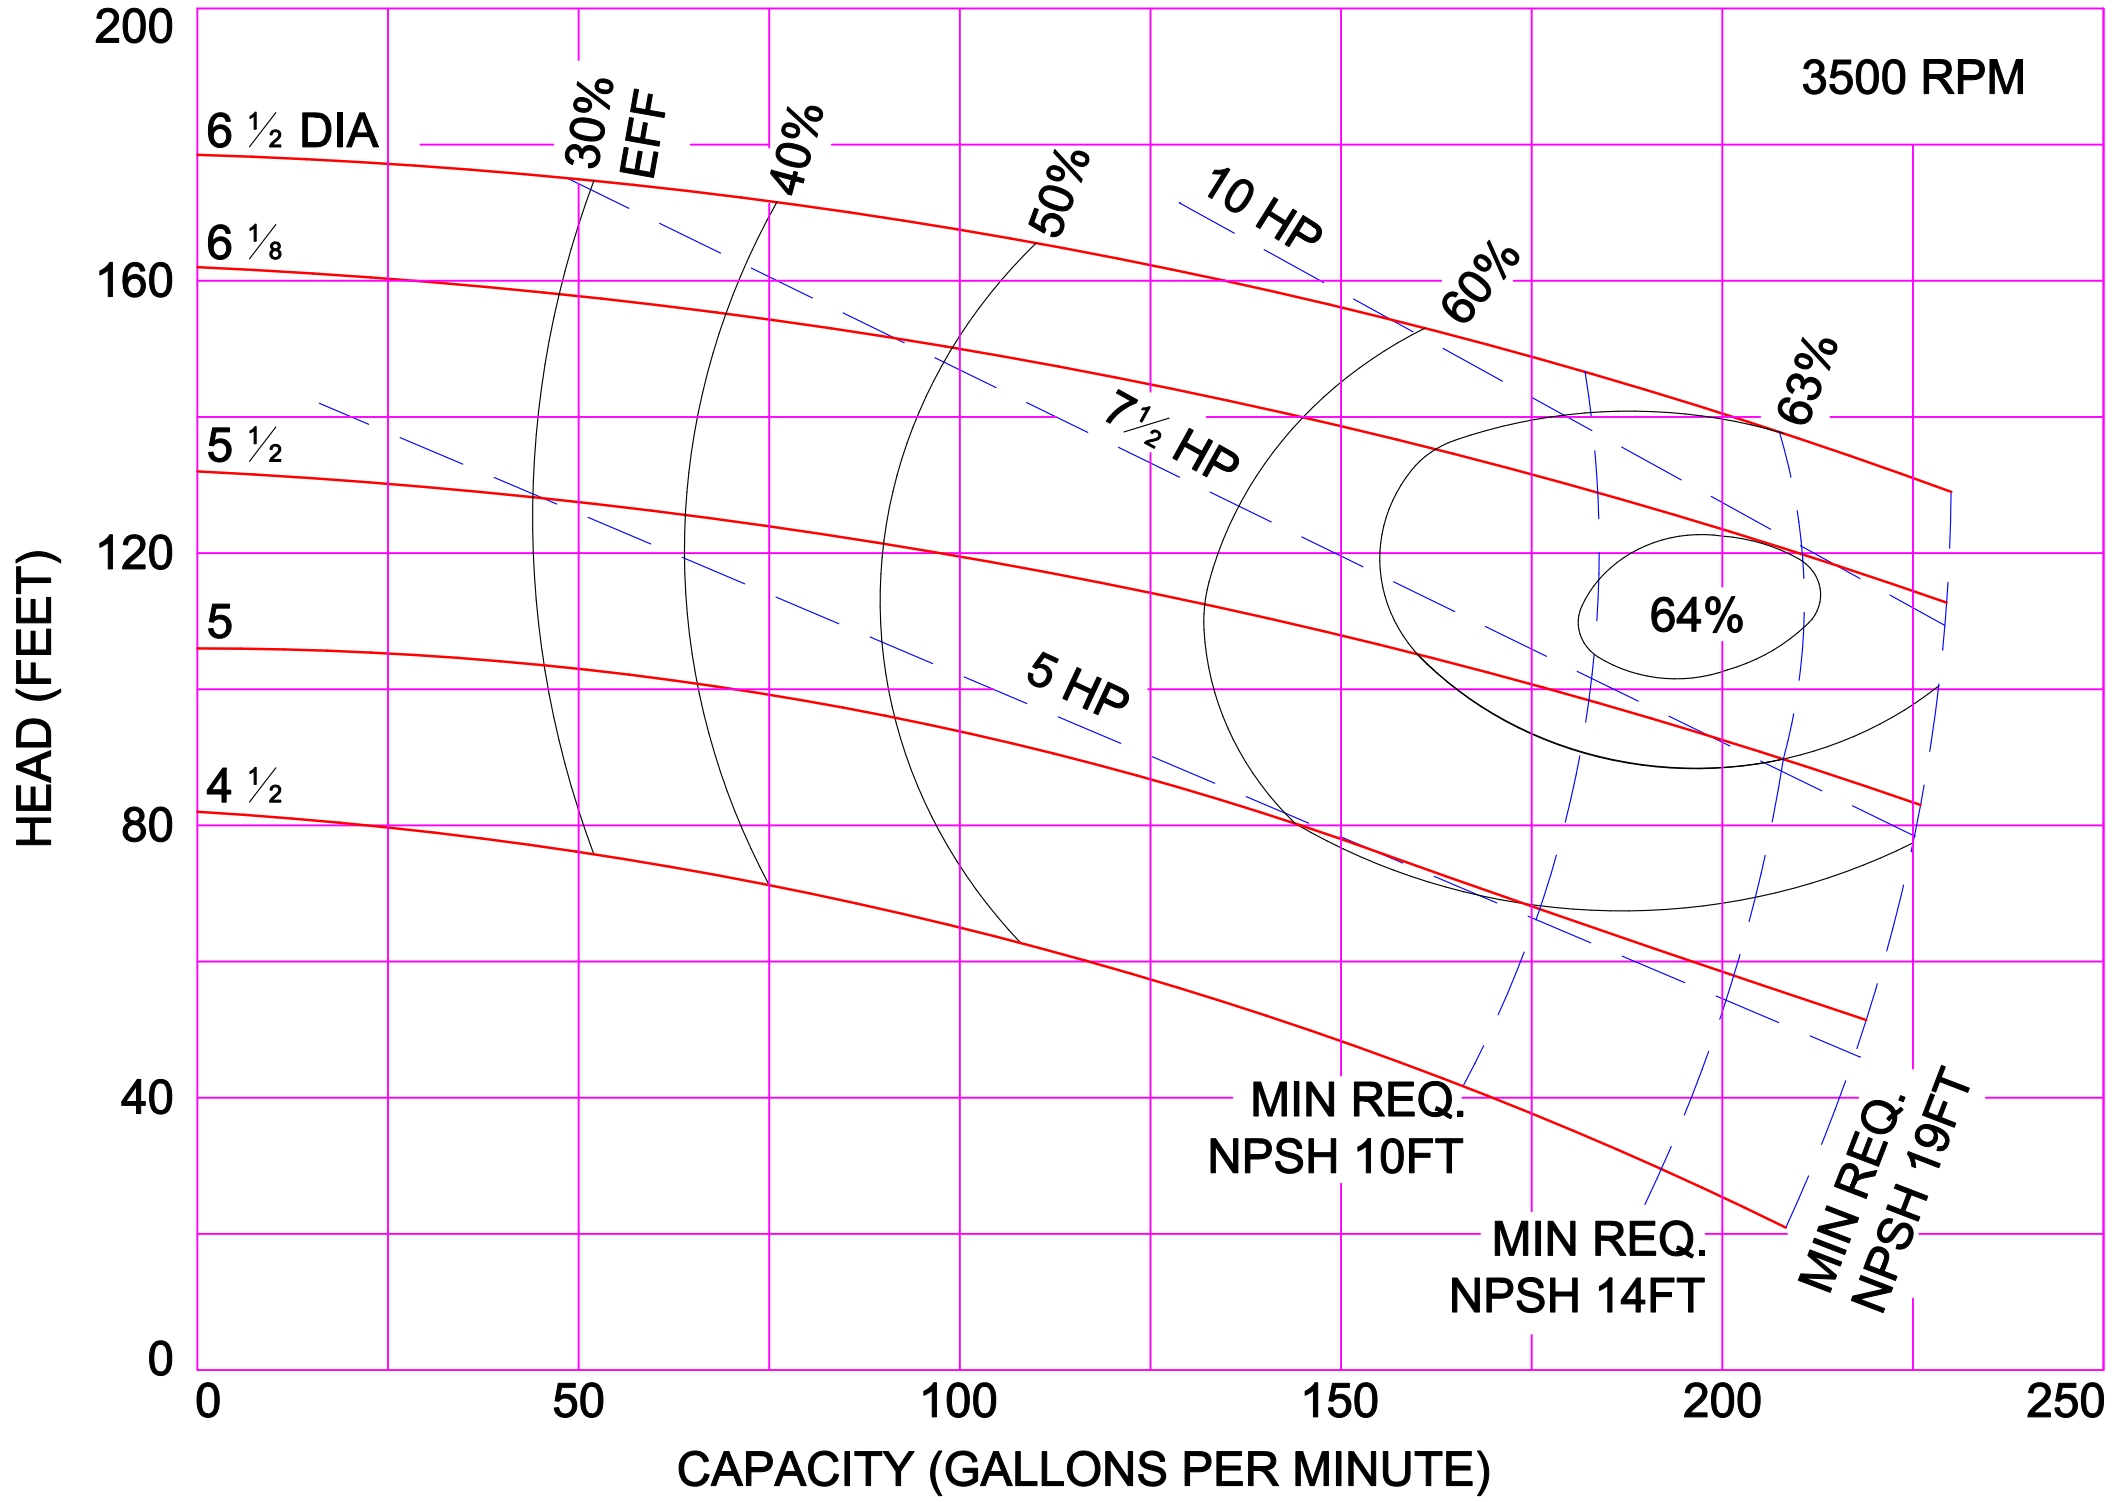 200
3500 RPM
30%
EFF
40%
6 ½ DIA
50%
10 HP
6 ⅛
160
60%
63%
7½ HP
5 ½
120
5
64%
5 HP
4 ½
80
40
MIN REQ.
NPSH 10FT
MIN REQ.
NPSH 14FT
MIN REQ.
NPSH 19FT
0
HEAD (FEET)
0 50 100 150 200 250
CAPACITY (GALLONS PER MINUTE)